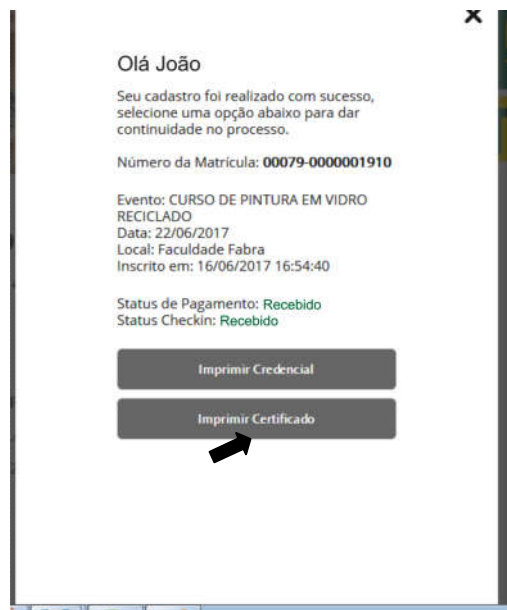 X
Olá João
Seu cadastro foi realizado com sucesso,
selecione uma opção abaixo para dar
continuidade no processo.
Número da Matrícula: 00079-0000001910
Evento: CURSO DE PINTURA EM VIDRO
RECICLADO
Data: 22/06/2017
Local: Faculdade Fabra
Inscrito em: 16/06/2017 16:54:40
Status de Pagamento: Recebido
Status Checkin: Recebido
Imprimir Credencial
Imprimir Certificado